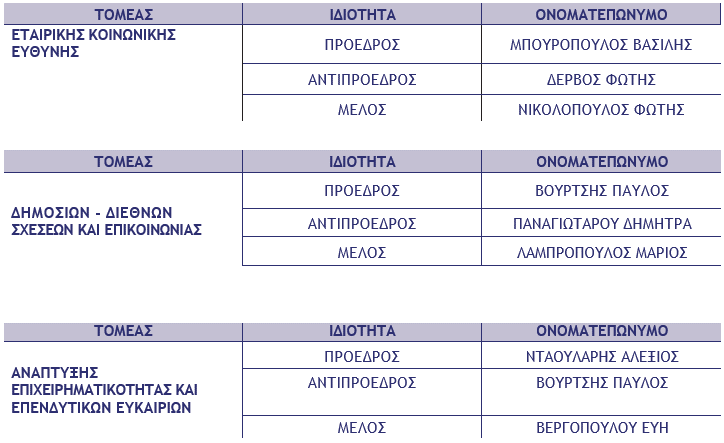 ΤΟΜΕΑΣ ΙΔΙΟΤΗΤΑ ΟΝΟΜΑΤΕΠΩΝΥΜΟ
ΕΤΑΙΡΙΚΗΣ ΚΟΙΝΩΝΙΚΗΣ
ΕΥΘΥΝΗΣ
ΠΡΟΕΔΡΟΣ ΜΠΟΥΡΟΠΟΥΛΟΣ ΒΑΣΙΛΗΣ
ΑΝΤΙΠΡΟΕΔΡΟΣ ΔΕΡΒΟΣ ΦΩΤΗΣ
ΜΕΛΟΣ ΝΙΚΟΛΟΠΟΥΛΟΣ ΦΩΤΗΣ
ΤΟΜΕΑΣ ΙΔΙΟΤΗΤΑ ΟΝΟΜΑΤΕΠΩΝΥΜΟ
ΔΗΜΟΣΙΩΝ - ΔΙΕΘΝΩΝ
ΣΧΕΣΕΩΝ ΚΑΙ ΕΠΙΚΟΙΝΩΝΙΑΣ
ΠΡΟΕΔΡΟΣ ΒΟΥΡΤΣΗΣ ΠΑΥΛΟΣ
ΑΝΤΙΠΡΟΕΔΡΟΣ ΠΑΝΑΓΙΩΤΑΡΟΥ ΔΗΜΗΤΡΑ
ΜΕΛΟΣ ΛΑΜΠΡΟΠΟΥΛΟΣ ΜΑΡΙΟΣ
ΤΟΜΕΑΣ ΙΔΙΟΤΗΤΑ ΟΝΟΜΑΤΕΠΩΝΥΜΟ
ΑΝΑΠΤΥΞΗΣ
ΕΠΙΧΕΙΡΗΜΑΤΙΚΟΤΗΤΑΣ ΚΑΙ
ΕΠΕΝΔΥΤΙΚΩΝ ΕΥΚΑΙΡΙΩΝ
ΠΡΟΕΔΡΟΣ ΝΤΑΟΥΛΑΡΗΣ ΑΛΕΞΙΟΣ
ΑΝΤΙΠΡΟΕΔΡΟΣ ΒΟΥΡΤΣΗΣ ΠΑΥΛΟΣ
ΜΕΛΟΣ ΒΕΡΓΟΠΟΥΛΟΥ ΕΥΗ